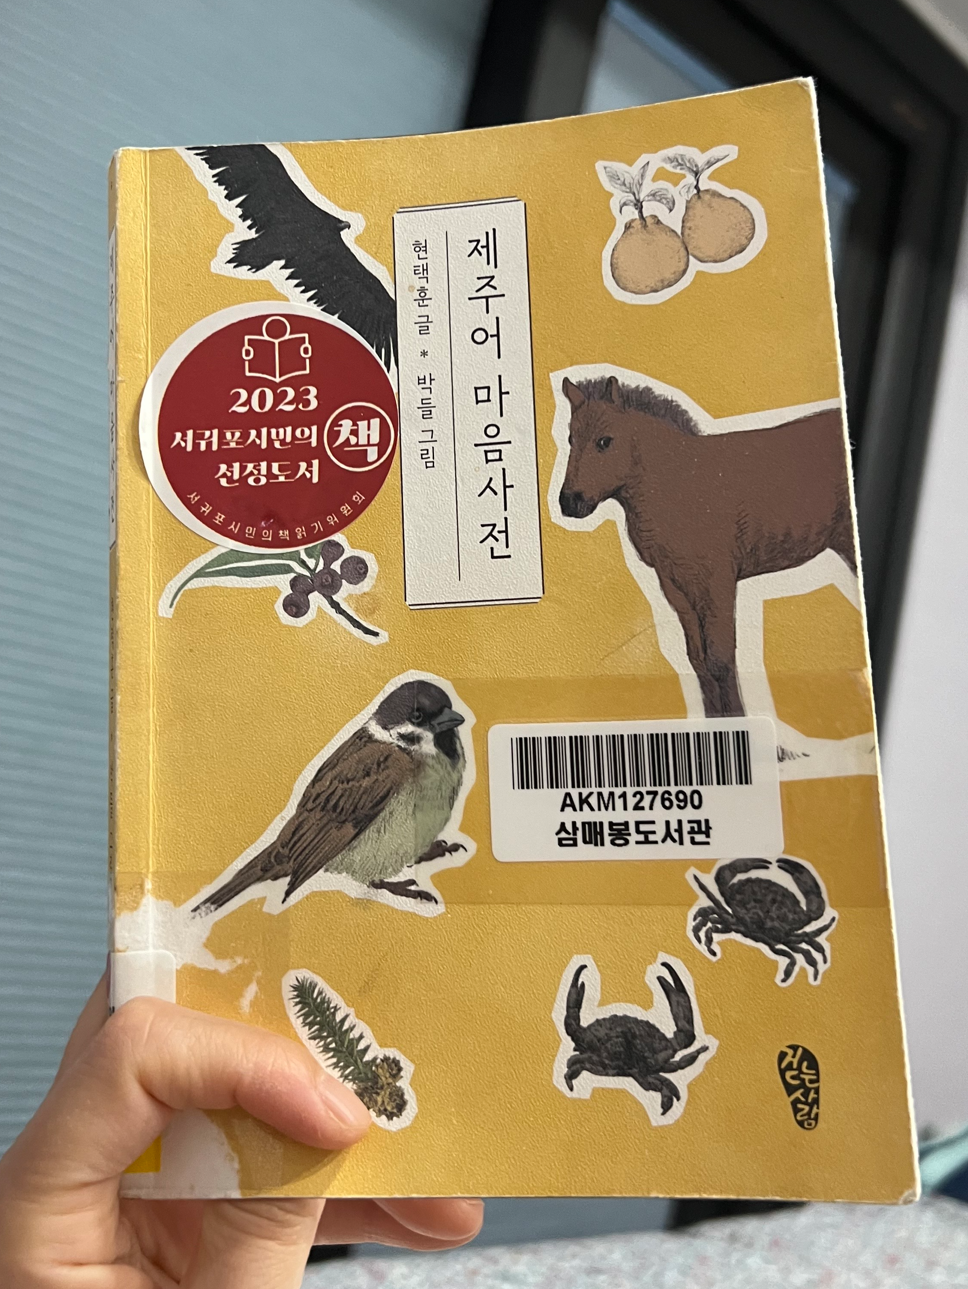 제주어 마음사전
현택훈 글 * 박들 그림
2023
서귀포시민의 책
선정도서
서귀포시민의책읽기위원회
AKM127690
삼매봉도서관
걷는사람